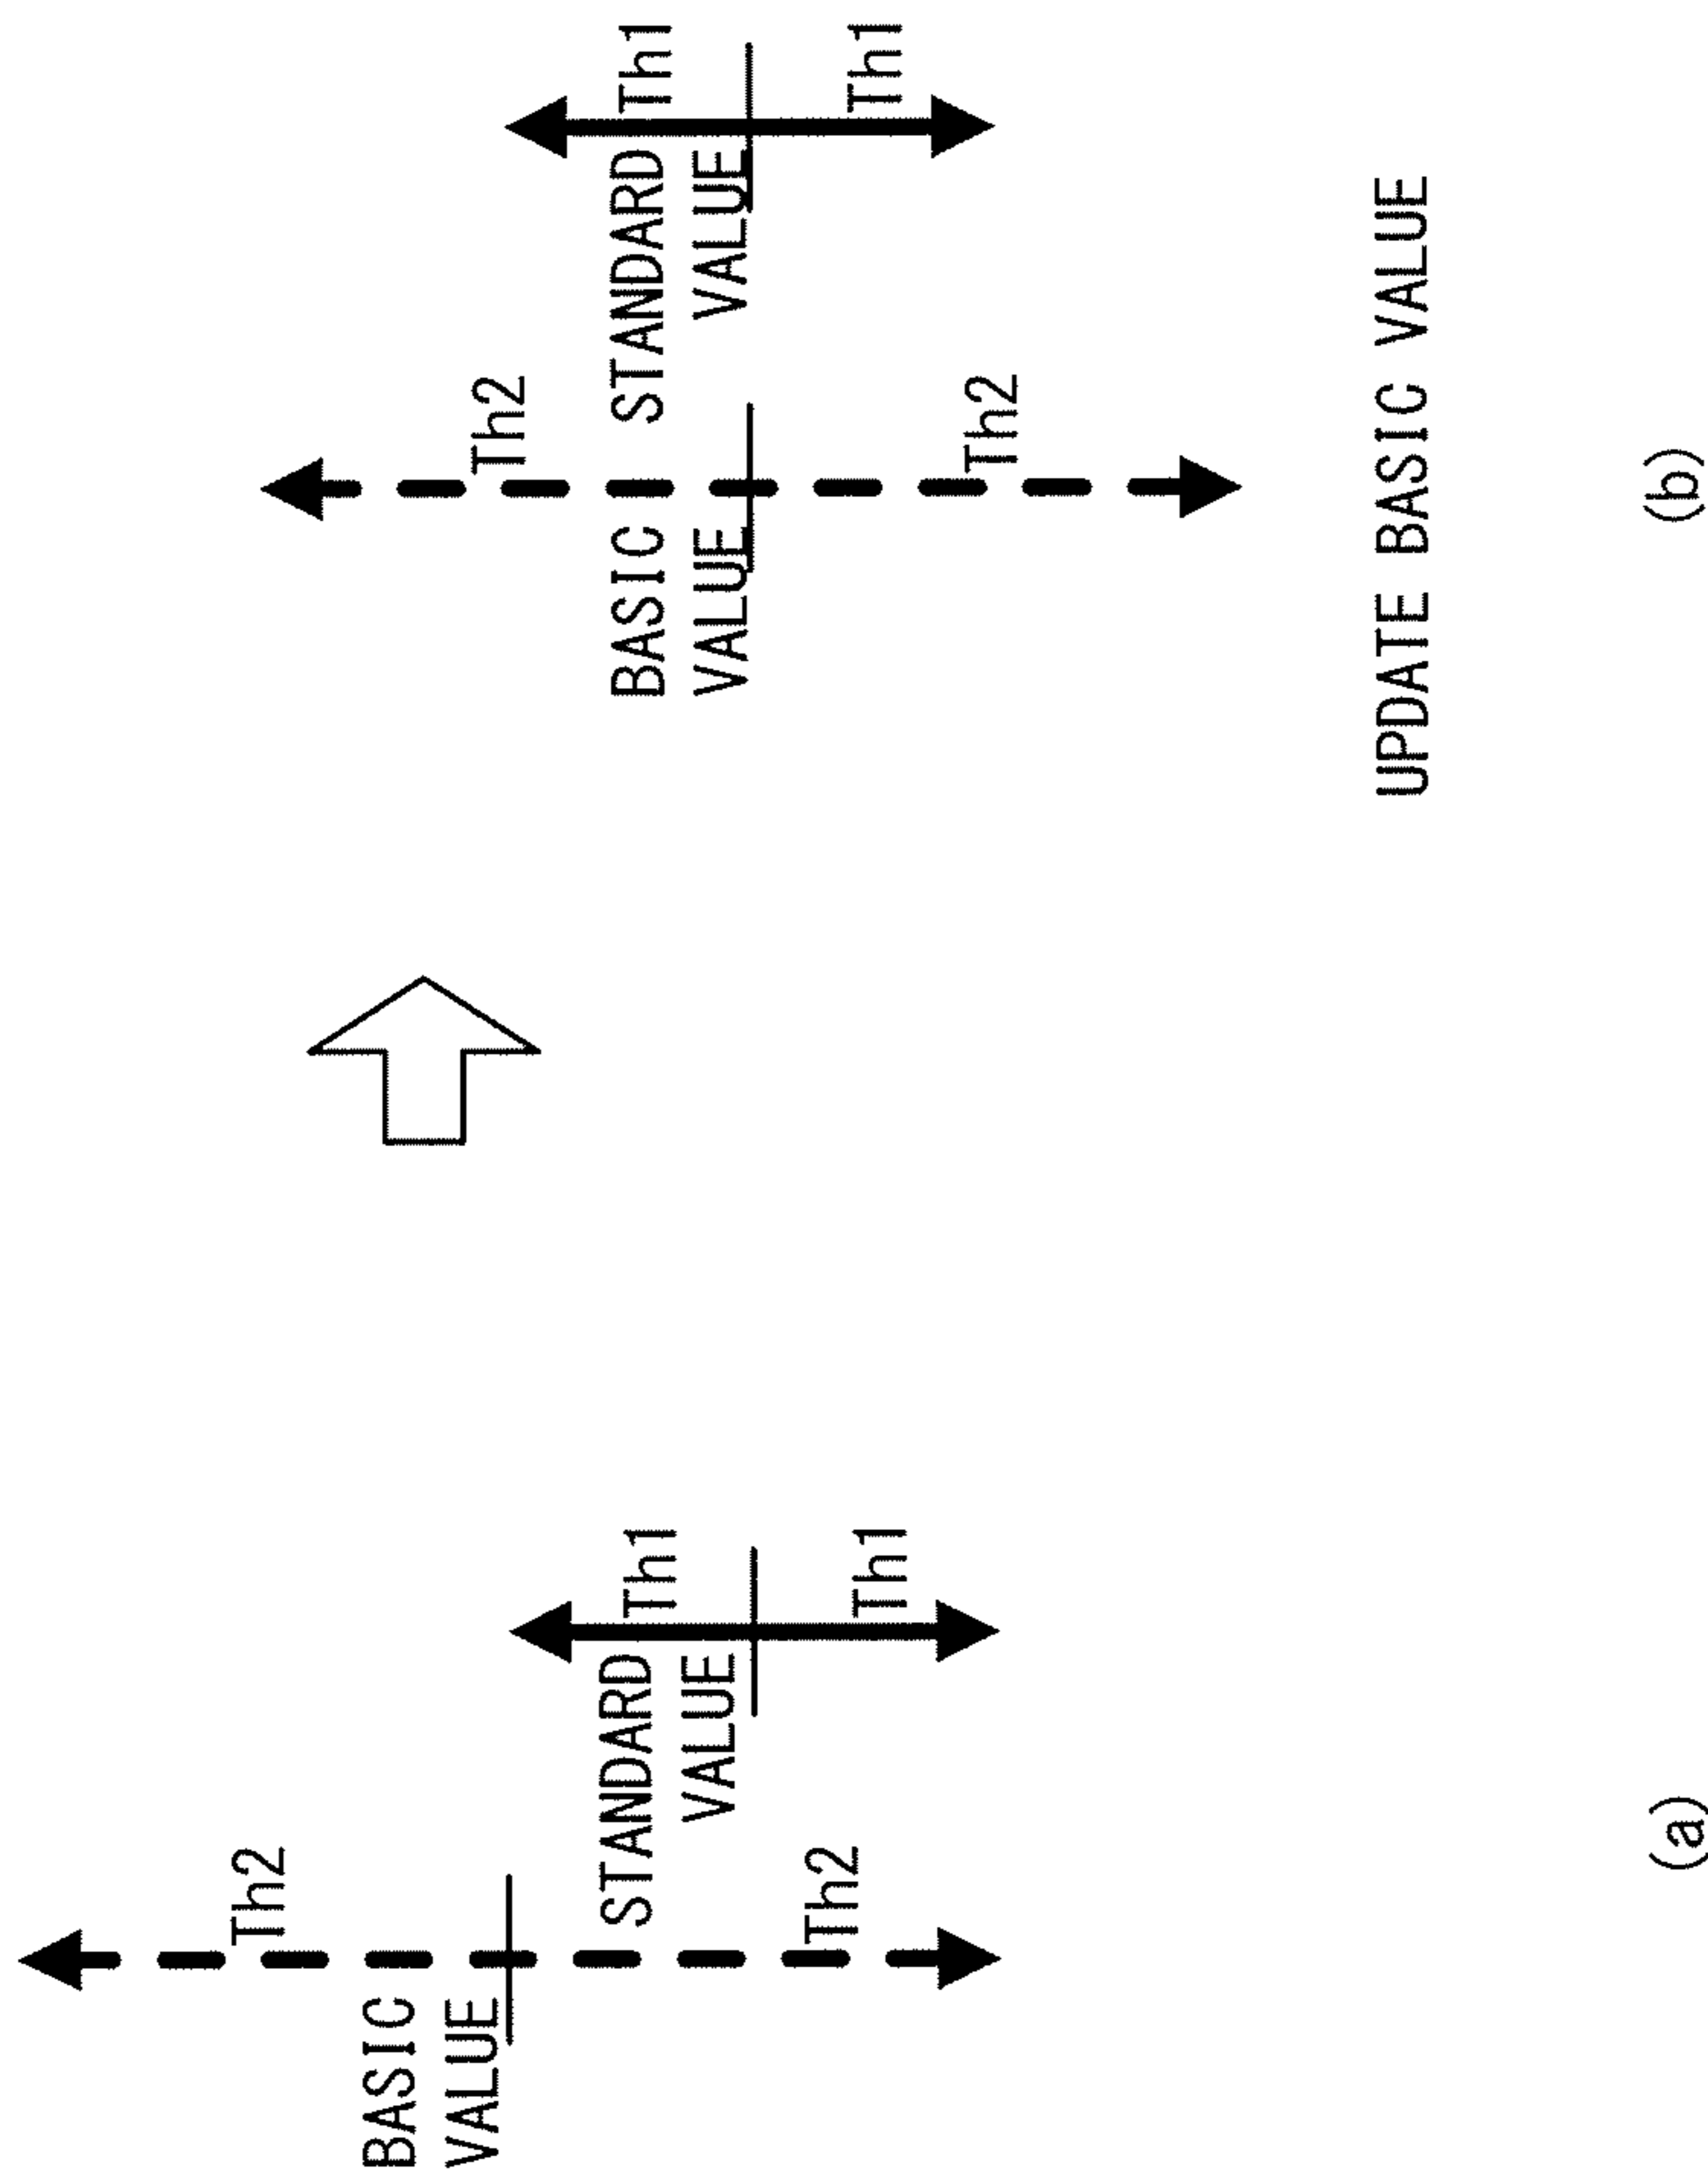 Th2
BASIC
VALUE
STANDARD
VALUE
Th1
Th2
Th1
(a)
Th2
BASIC
VALUE
STANDARD
VALUE
Th1
Th2
Th1
UPDATE BASIC VALUE
(b)